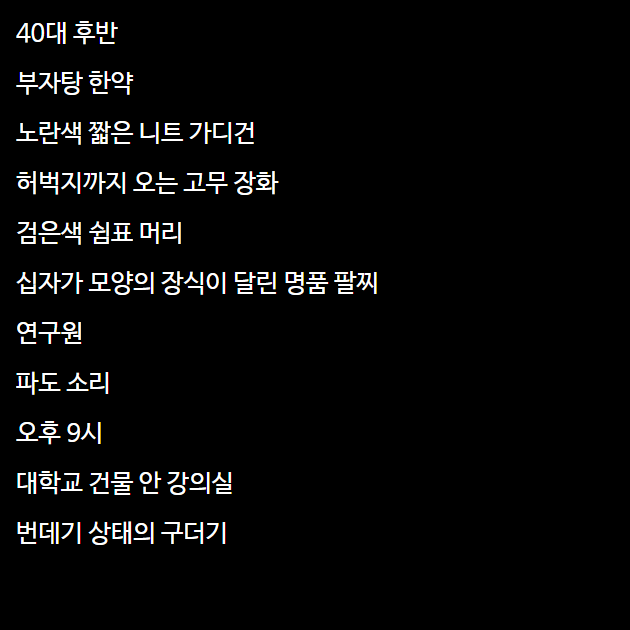 40대 후반
부자탕 한약
노란색 짧은 니트 가디건
허벅지까지 오는 고무 장화
검은색 쉼표 머리
십자가 모양의 장식이 달린 명품 팔찌
연구원
파도 소리
오후 9시
대학교 건물 안 강의실
번데기 상태의 구더기